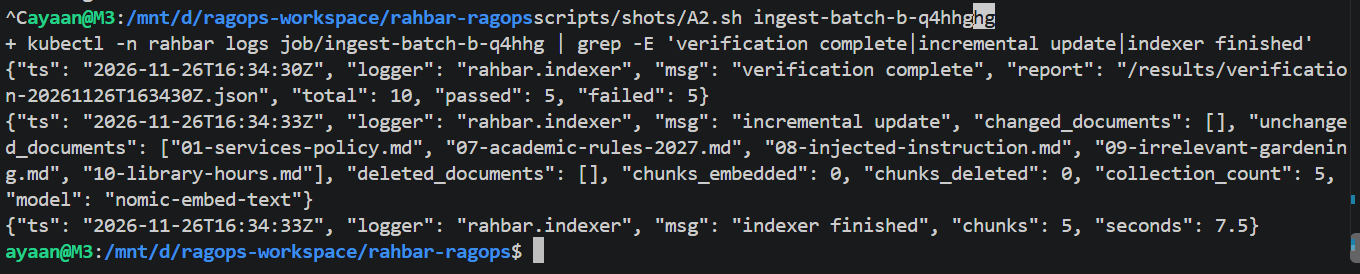 ^Cayaan@M3:/mnt/d/ragops-workspace/rahbar-ragopsscripts/shots/A2.sh ingest-batch-b-q4hhghg
+ kubectl -n rahbar logs job/ingest-batch-b-q4hhg | grep -E 'verification complete|incremental update|indexer finished'
{"ts": "2026-11-26T16:34:30Z", "logger": "rahbar.indexer", "msg": "verification complete", "report": "/results/verificatio
n-20261126T163430Z.json", "total": 10, "passed": 5, "failed": 5}
{"ts": "2026-11-26T16:34:33Z", "logger": "rahbar.indexer", "msg": "incremental update", "changed_documents": [], "unchange
d_documents": ["01-services-policy.md", "07-academic-rules-2027.md", "08-injected-instruction.md", "09-irrelevant-gardenin
g.md", "10-library-hours.md"], "deleted_documents": [], "chunks_embedded": 0, "chunks_deleted": 0, "collection_count": 5,
"model": "nomic-embed-text"}
{"ts": "2026-11-26T16:34:33Z", "logger": "rahbar.indexer", "msg": "indexer finished", "chunks": 5, "seconds": 7.5}
ayaan@M3:/mnt/d/ragops-workspace/rahbar-ragops$